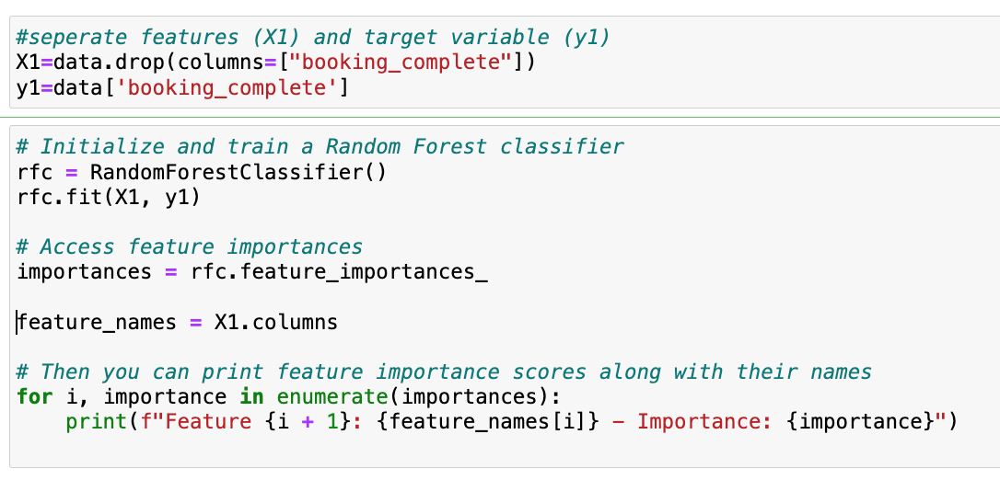 #seperate features (X1) and target variable (y1)
X1=data.drop(columns=["booking_complete"])
y1=data['booking_complete']
# Initialize and train a Random Forest classifier
rfc = RandomForestClassifier()
rfc.fit(X1, y1)
# Access feature importances
importances = rfc.feature_importances_
feature_names = X1.columns
# Then you can print feature importance scores along with their names
for i, importance in enumerate(importances):
    print(f"Feature {i + 1}: {feature_names[i]} – Importance: {importance}")